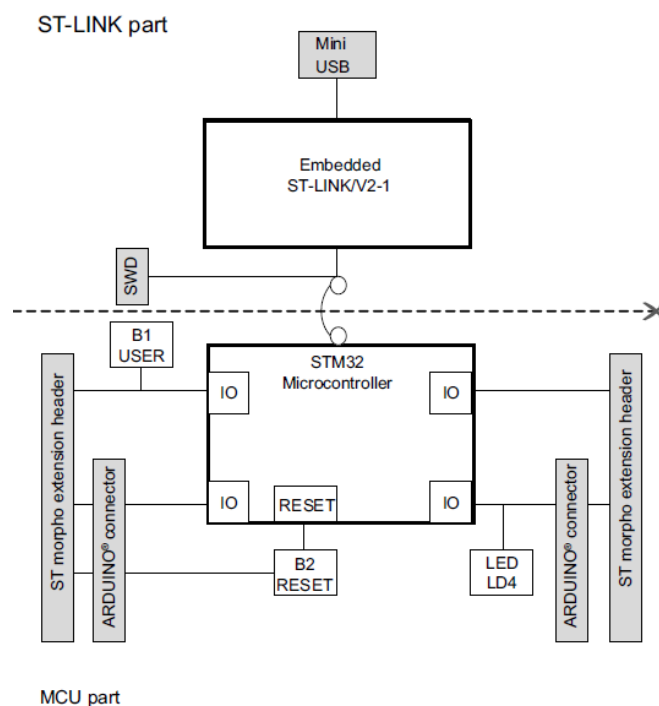 ST-LINK part
Mini
USB
Embedded
ST-LINK/V2-1
SWD
B1
USER
STM32
Microcontroller
IO
IO
ST morpho extension header
ARDUINO® connector
IO
RESET
IO
B2
RESET
LED
LD4
ARDUINO® connector
ST morpho extension header
MCU part